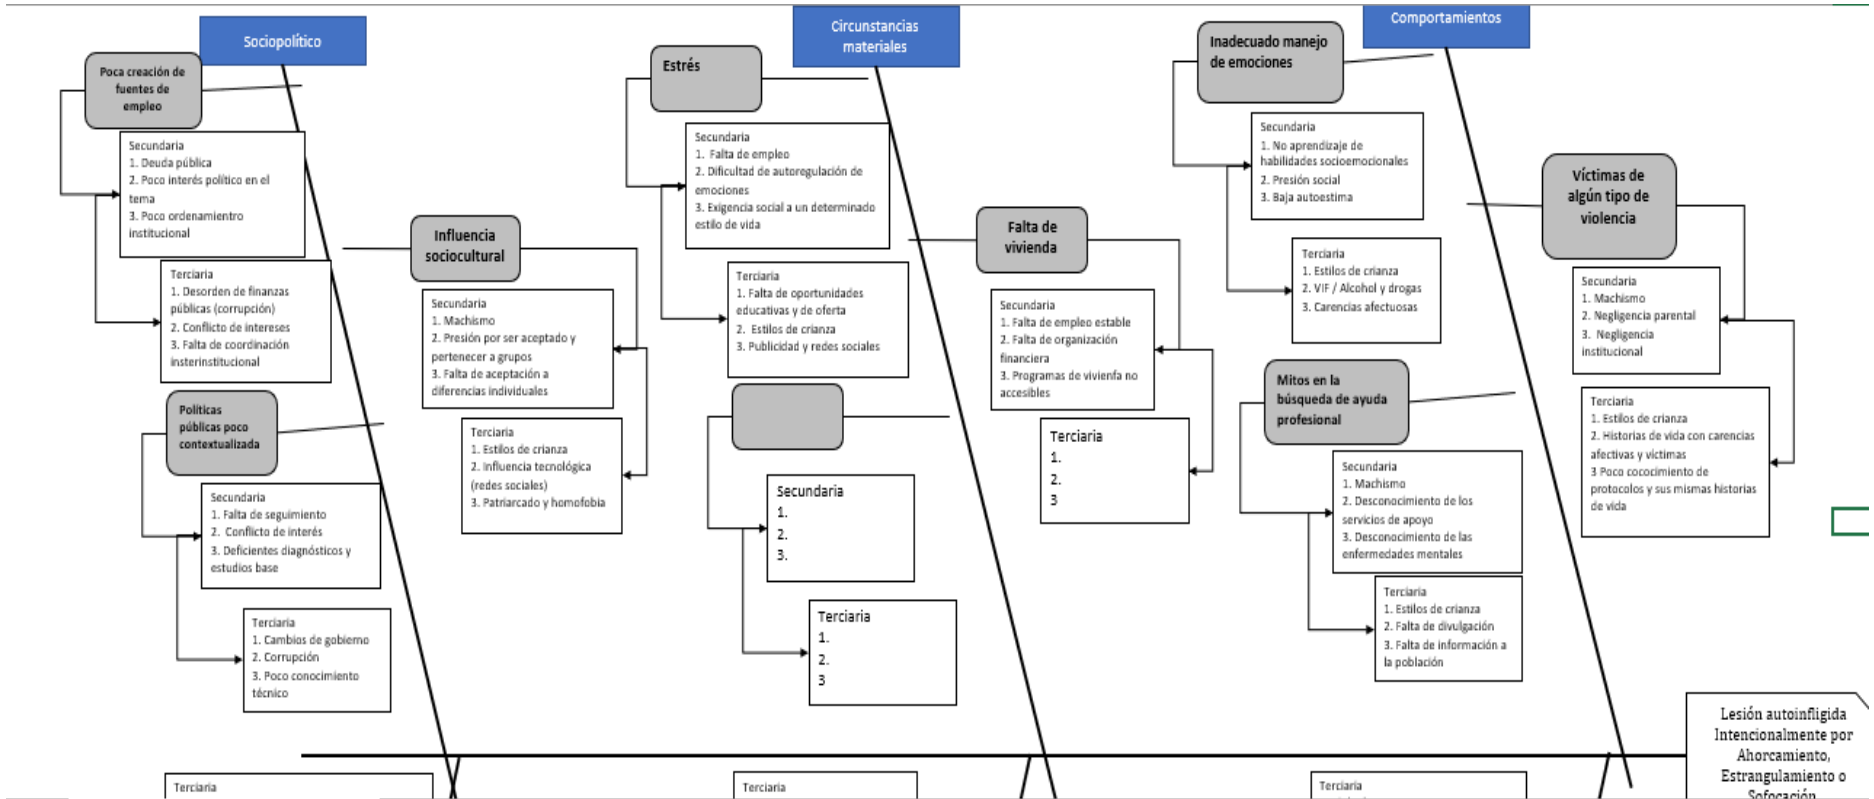 Sociopolítico
Poca creación de
fuentes de
empleo
Secundaria
1. Deuda pública
2. Poco interés político en el
tema
3. Poco ordenamientro
institucional
Terciaria
1. Desorden de finanzas
públicas (corrupción)
2. Conflicto de intereses
3. Falta de coordinación
insterinstitucional
Influencia
sociocultural
Secundaria
1. Machismo
2. Presión por ser aceptado y
pertenecer a grupos
3. Falta de aceptación a
diferencias individuales
Terciaria
1. Estilos de crianza
2. Influencia tecnológica
(redes sociales)
3. Patriarcado y homofobia
Políticas
públicas poco
contextualizada
Secundaria
1. Falta de seguimiento
2. Conflicto de interés
3. Deficientes diagnósticos y
estudios base
Terciaria
1. Cambios de gobierno
2. Corrupción
3. Poco conocimiento
técnico
Circunstancias
materiales
Estrés
Secundaria
1. Falta de empleo
2. Dificultad de autoregulación de
emociones
3. Exigencia social a un determinado
estilo de vida
Terciaria
1. Falta de oportunidades
educativas y de oferta
2. Estilos de crianza
3. Publicidad y redes sociales
Falta de
vivienda
Secundaria
1. Falta de empleo estable
2. Falta de organización
financiera
3. Programas de vivienfa no
accesibles
Terciaria
1.
2.
3
Secundaria
1.
2.
3.
Terciaria
1.
2.
3
Comportamientos
Inadecuado manejo
de emociones
Secundaria
1. No aprendizaje de
habilidades socioemocionales
2. Presión social
3. Baja autoestima
Terciaria
1. Estilos de crianza
2. VIF / Alcohol y drogas
3. Carencias afectuosas
Víctimas de
algún tipo de
violencia
Secundaria
1. Machismo
2. Negligencia parental
3. Negligencia
institucional
Terciaria
1. Estilos de crianza
2. Historias de vida con carencias
afectivas y víctimas
3 Poco cococimiento de
protocolos y sus mismas historias
de vida
Mitos en la
búsqueda de ayuda
profesional
Secundaria
1. Machismo
2. Desconocimiento de los
servicios de apoyo
3. Desconocimiento de las
enfermedades mentales
Terciaria
1. Estilos de crianza
2. Falta de divulgación
3. Falta de información a
la población
Lesión autoinfligida
Intencionalmente por
Ahorcamiento,
Estrangulamiento o
Sofocación
Terciaria
Terciaria
Terciaria